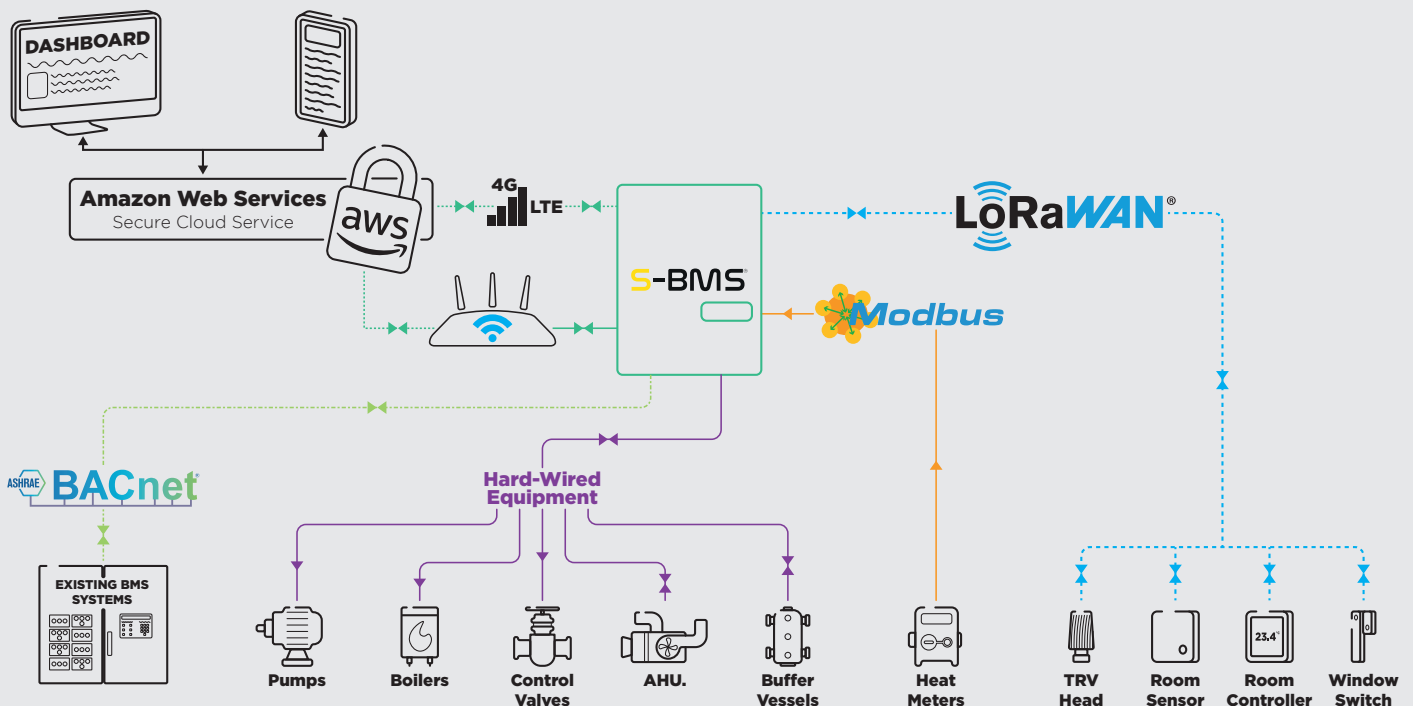 DASHBOARD
Amazon Web Services
Secure Cloud Service
aws
4G
LTE
S-BMS®
LoRaWAN®
Modbus
ASHRAE BACnet®
Hard-Wired
Equipment
EXISTING BMS
SYSTEMS
Pumps
Boilers
Control
Valves
AHU.
Buffer
Vessels
Heat
Meters
TRV
Head
Room
Sensor
23.4°C
Room
Controller
Window
Switch